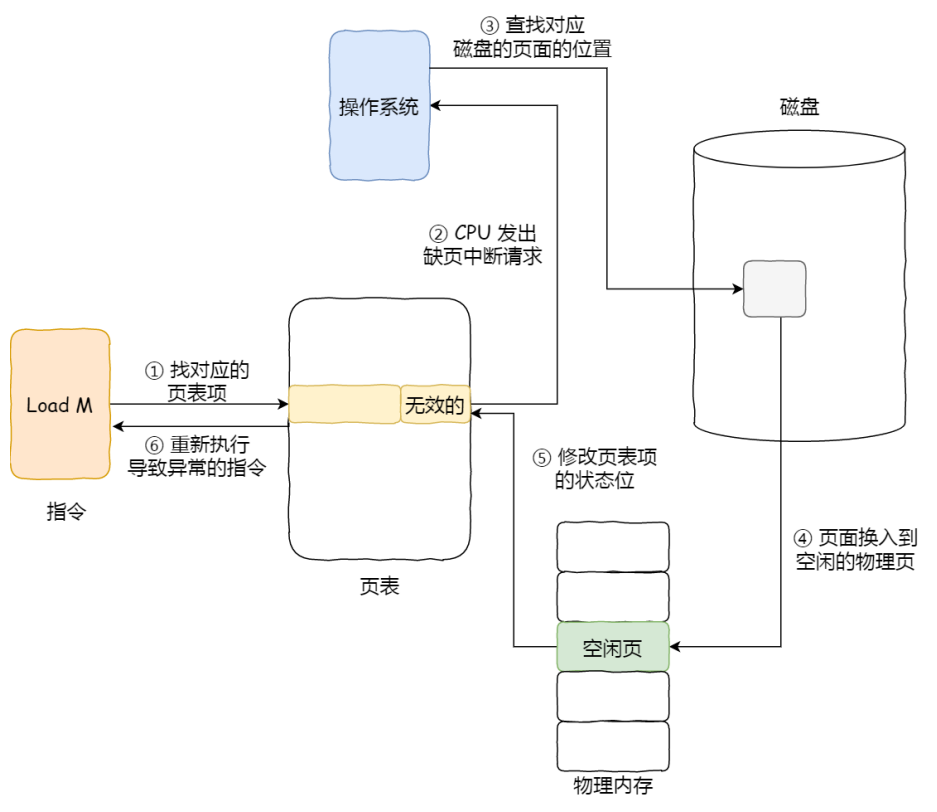 ③ 查找对应
磁盘的页面的位置
操作系统
磁盘
② CPU 发出
缺页中断请求
① 找对应的
页表项
Load M
无效的
⑥ 重新执行
导致异常的指令
指令
⑤ 修改页表项
的状态位
④ 页面换入到
空闲的物理页
页表
空闲页
物理内存